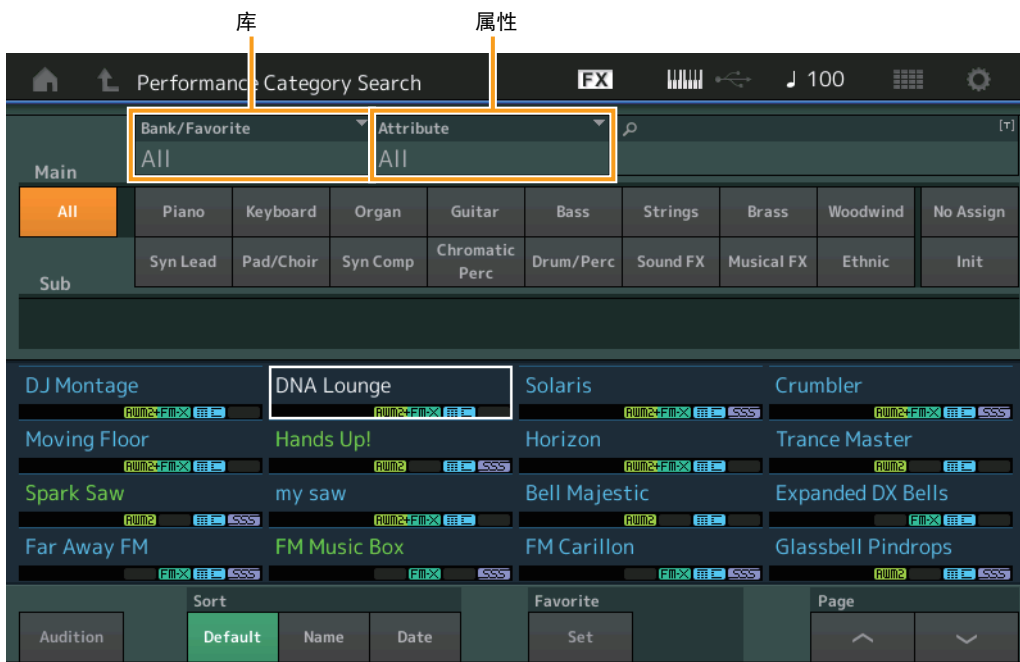 库 属性
Performance Category Search FX ♩ 100
Bank/Favorite Attribute [T]
All All
Main
All Piano Keyboard Organ Guitar Bass Strings Brass Woodwind No Assign
Syn Lead Pad/Choir Syn Comp Chromatic Perc Drum/Perc Sound FX Musical FX Ethnic Init
Sub
DJ Montage DNA Lounge Solaris Crumbler
AWM2+FM-X AWM2+FM-X AWM2+FM-X SSS AWM2+FM-X SSS
Moving Floor Hands Up! Horizon Trance Master
AWM2+FM-X AWM2 SSS AWM2+FM-X AWM2
Spark Saw my saw Bell Majestic Expanded DX Bells
AWM2 SSS AWM2+FM-X AWM2 FM-X
Far Away FM FM Music Box FM Carillon Glassbell Pindrops
FM-X SSS FM-X SSS FM-X SSS AWM2 SSS
Sort Favorite Page
Audition Default Name Date Set